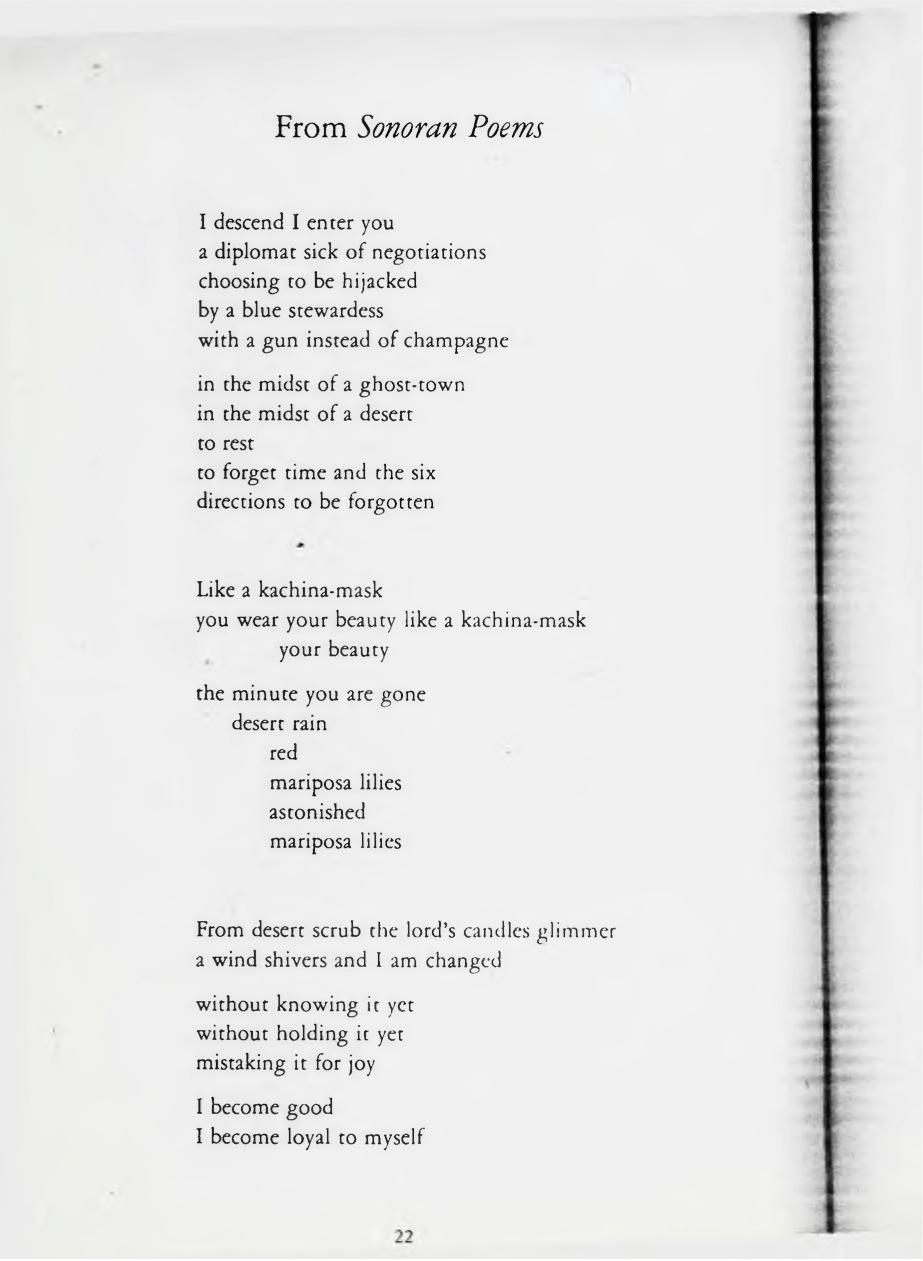 From Sonoran Poems
I descend I enter you
a diplomat sick of negotiations
choosing to be hijacked
by a blue stewardess
with a gun instead of champagne
in the midst of a ghost-town
in the midst of a desert
to rest
to forget time and the six
directions to be forgotten
Like a kachina-mask
you wear your beauty like a kachina-mask
your beauty
the minute you are gone
desert rain
red
mariposa lilies
astonished
mariposa lilies
From desert scrub the lord's candles glimmer
a wind shivers and I am changed
without knowing it yet
without holding it yet
mistaking it for joy
I become good
I become loyal to myself
22